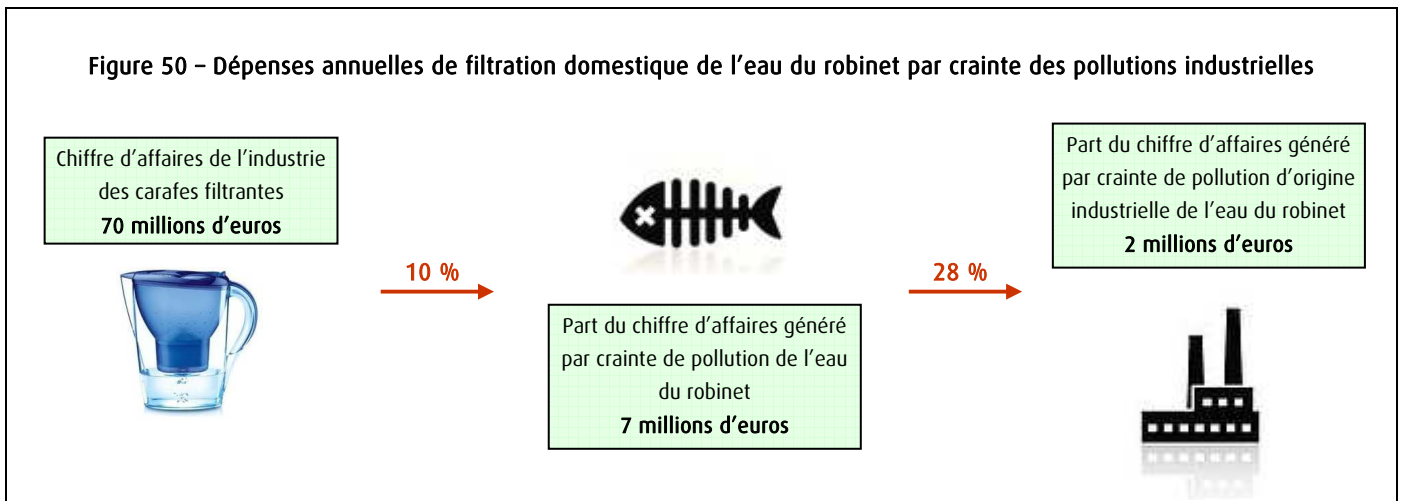 Figure 50 – Dépenses annuelles de filtration domestique de l’eau du robinet par crainte des pollutions industrielles
Chiffre d’affaires de l’industrie
des carafes filtrantes
70 millions d’euros
10 %
Part du chiffre d’affaires généré
par crainte de pollution de l’eau
du robinet
7 millions d’euros
28 %
Part du chiffre d’affaires généré
par crainte de pollution d’origine
industrielle de l’eau du robinet
2 millions d’euros